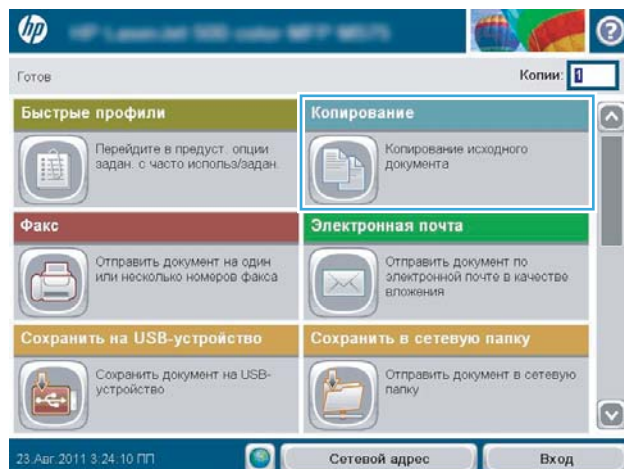 hp
Готов
Копии: 1
Быстрые профили
Перейдите в предуст. опции
задан. с часто использ/задан.
Копирование
Копирование исходного
документа
Факс
Отправить документ на один
или несколько номеров факса
Электронная почта
Отправить документ по
электронной почте в качестве
вложения
Сохранить на USB-устройство
Сохранить документ на USB-
устройство
Сохранить в сетевую папку
Отправить документ в сетевую
папку
23.Авг.2011 3:24:10 ПП
Сетевой адрес
Вход